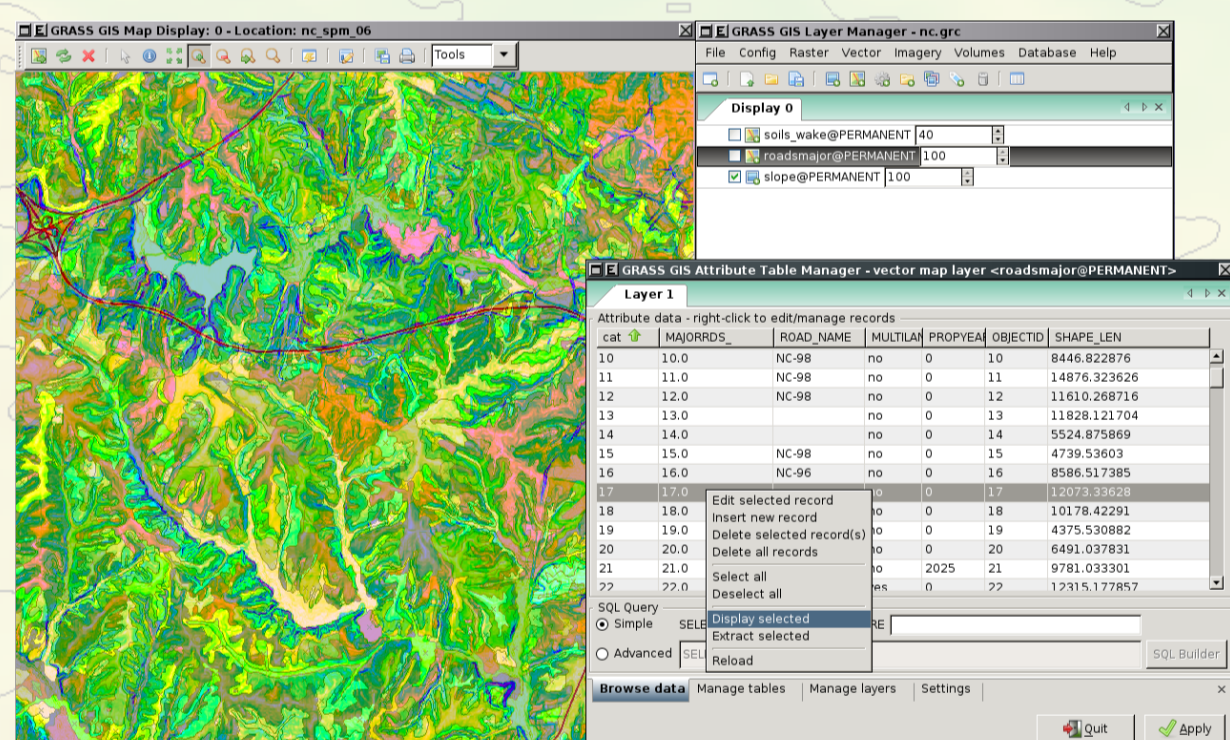 GRASS GIS Map Display: 0 - Location: nc_spm_06
Tools
GRASS GIS Layer Manager - nc.grc
File Config Raster Vector Imagery Volumes Database Help
Display 0
soils_wake@PERMANENT 40
roadsmajor@PERMANENT 100
slope@PERMANENT 100
GRASS GIS Attribute Table Manager - vector map layer <roadsmajor@PERMANENT>
Layer 1
Attribute data - right-click to edit/manage records
cat MAJORRDS_ ROAD_NAME MULTILAN PROPYEAI OBJECTID SHAPE_LEN
10 10.0 NC-98 no 0 10 8446.822876
11 11.0 NC-98 no 0 11 14876.323626
12 12.0 NC-98 no 0 12 11610.268716
13 13.0 no 0 13 11828.121704
14 14.0 no 0 14 5524.875869
15 15.0 NC-98 no 0 15 4739.53603
16 16.0 NC-96 no 0 16 8586.517385
17 17.0 no 0 17 12073.33628
18 18.0 no 0 18 10178.42291
19 19.0 no 0 19 4375.530882
20 20.0 no 0 20 6491.037831
21 21.0 no 2025 21 9781.033301
22 22.0 yes 0 22 12315.177857
Edit selected record
Insert new record
Delete selected record(s)
Delete all records
Select all
Deselect all
Display selected
Extract selected
Reload
SQL Query
Simple SELE RE
Advanced SEL SQL Builder
Browse data Manage tables Manage layers Settings
Quit Apply